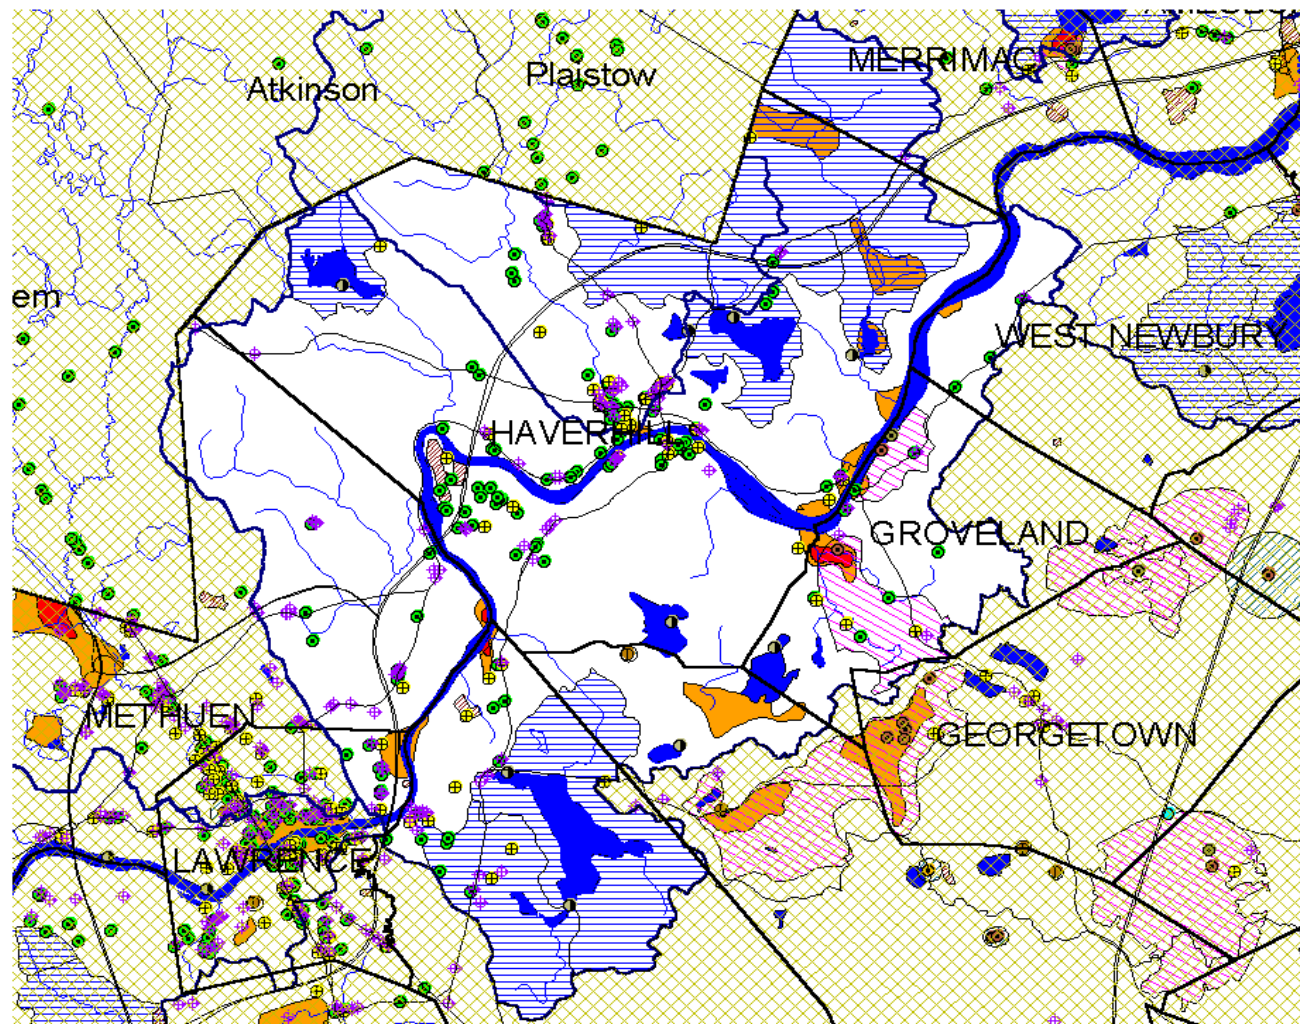 MERRIMAC
Atkinson
Plaistow
em
WEST NEWBURY
HAVERHILL
GROVELAND
METHUEN
GEORGETOWN
LAWRENCE